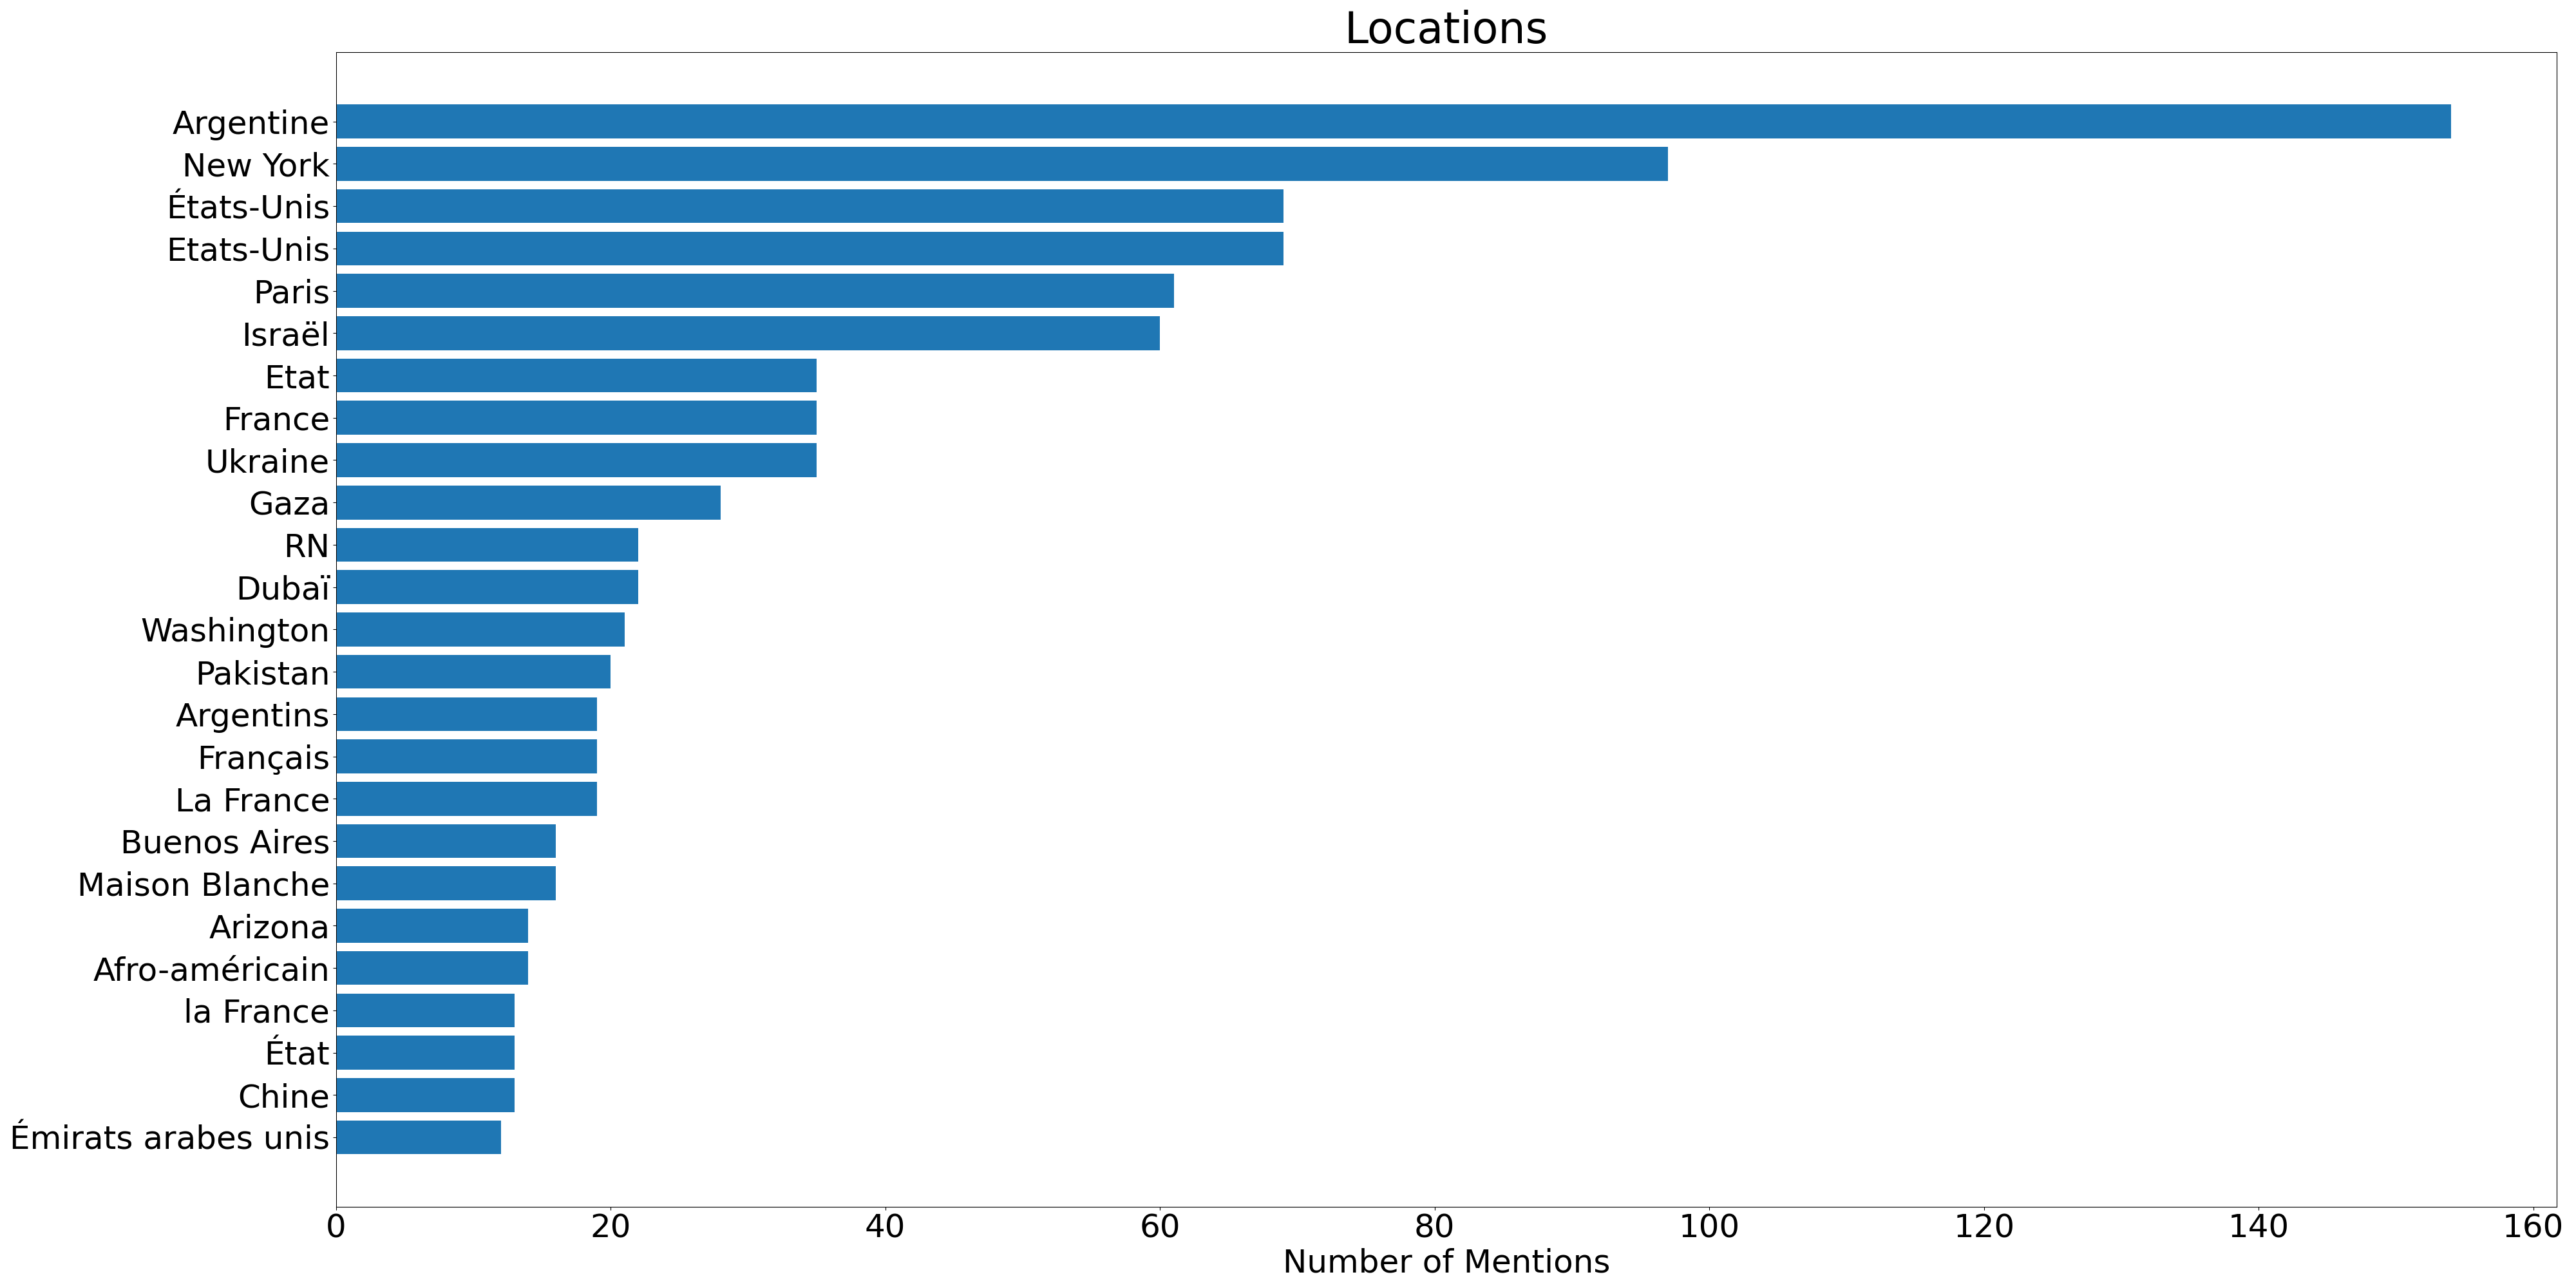 Locations
Argentine
New York
États-Unis
Etats-Unis
Paris
Israël
Etat
France
Ukraine
Gaza
RN
Dubaï
Washington
Pakistan
Argentins
Français
La France
Buenos Aires
Maison Blanche
Arizona
Afro-américain
la France
État
Chine
Émirats arabes unis
0 20 40 60 80 100 120 140 160
Number of Mentions